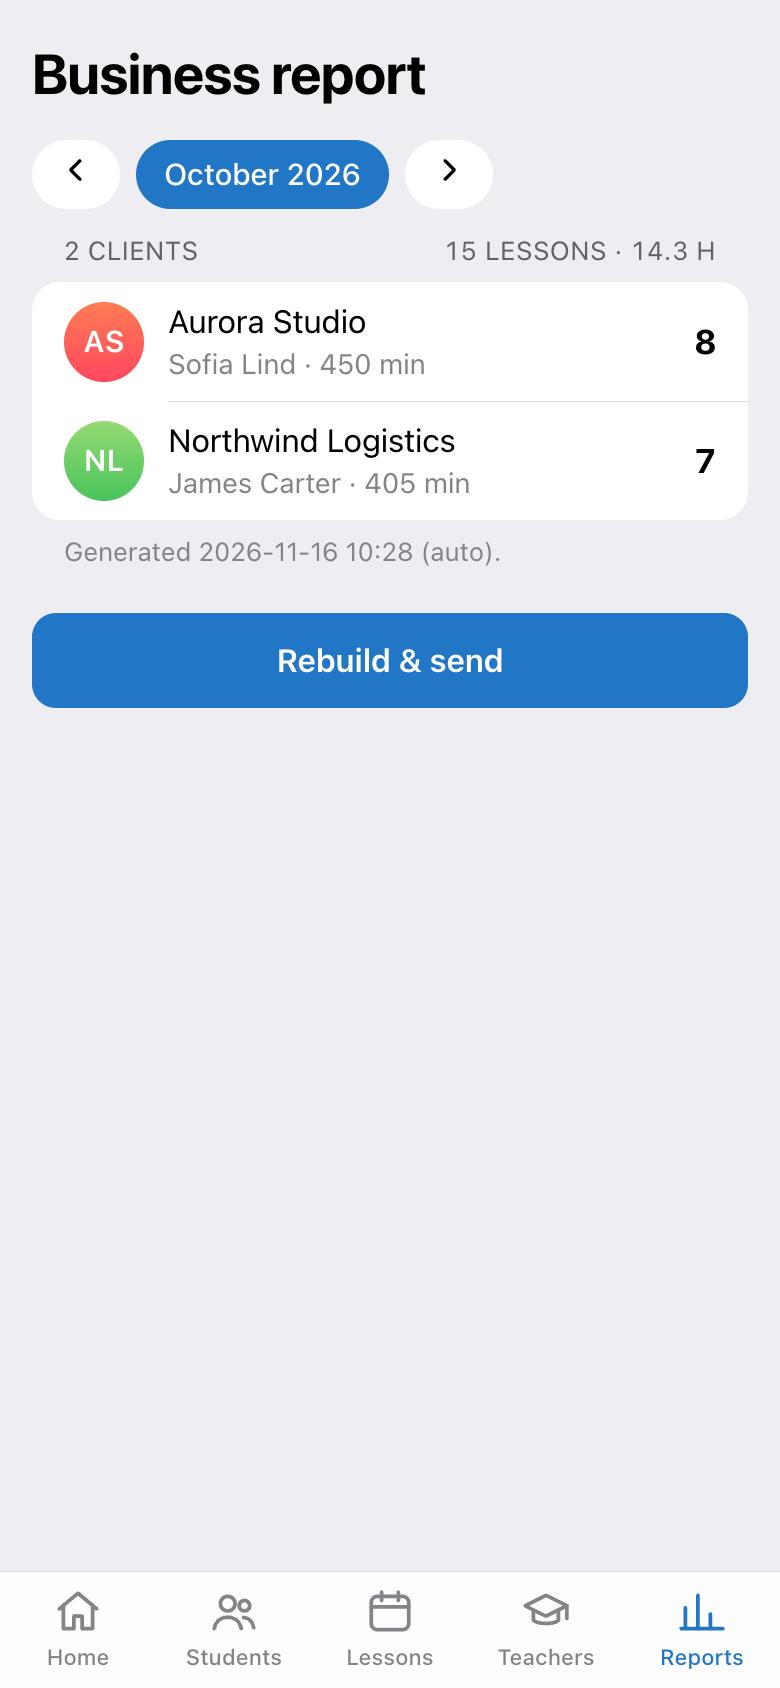 Business report
October 2026
2 CLIENTS 15 LESSONS · 14.3 H
AS Aurora Studio 8
Sofia Lind · 450 min
NL Northwind Logistics 7
James Carter · 405 min
Generated 2026-11-16 10:28 (auto).
Rebuild & send
Home Students Lessons Teachers Reports